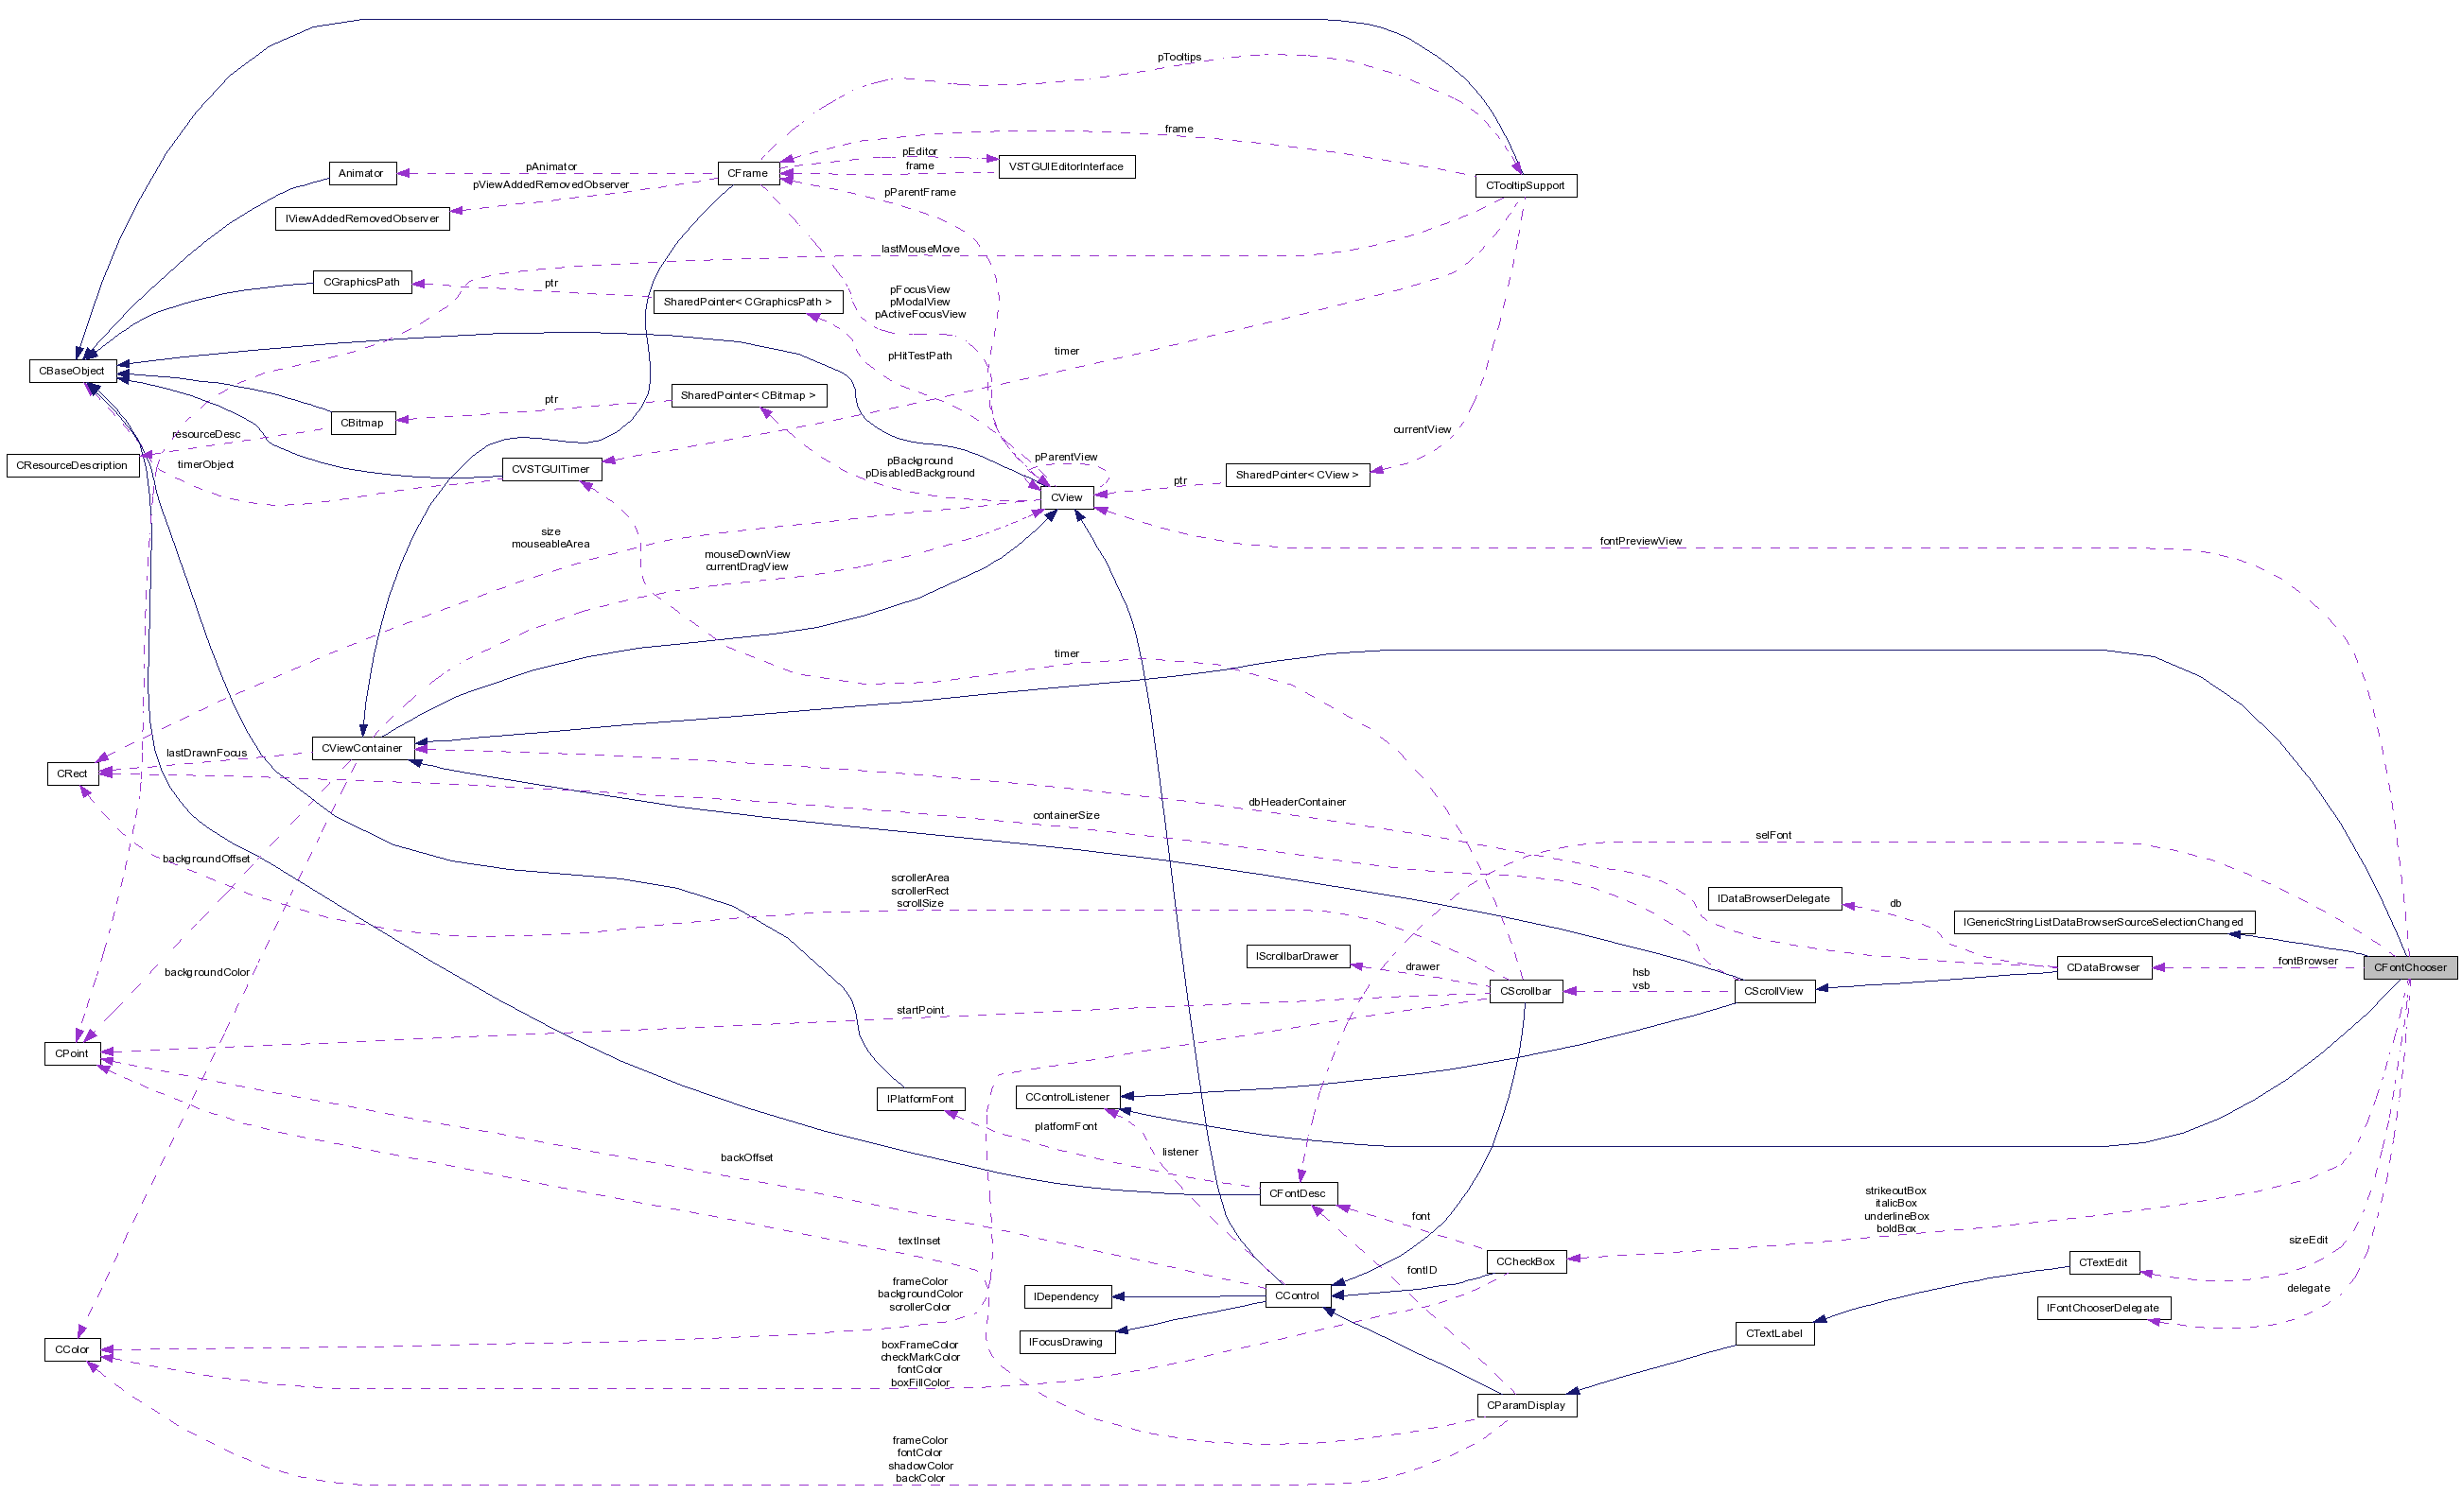 pTooltips
frame
pEditor
frame
VSTGUIEditorInterface
pAnimator
Animator
CFrame
pViewAddedRemovedObserver
IViewAddedRemovedObserver
pParentFrame
CTooltipSupport
lastMouseMove
CGraphicsPath
ptr
SharedPointer< CGraphicsPath >
pFocusView
pModalView
pActiveFocusView
pHitTestPath
timer
CBaseObject
SharedPointer< CBitmap >
ptr
CBitmap
resourceDesc
CResourceDescription
timerObject
CVSTGUITimer
pBackground
pDisabledBackground
pParentView
CView
currentView
SharedPointer< CView >
ptr
size
mouseableArea
mouseDownView
currentDragView
fontPreviewView
timer
CViewContainer
lastDrawnFocus
CRect
dbHeaderContainer
containerSize
selFont
backgroundOffset
scrollerArea
scrollerRect
scrollSize
IDataBrowserDelegate
db
IGenericStringListDataBrowserSourceSelectionChanged
backgroundColor
IScrollbarDrawer
drawer
CScrollbar
hsb
vsb
CScrollView
CDataBrowser
fontBrowser
CFontChooser
startPoint
CPoint
IPlatformFont
CControlListener
platformFont
listener
backOffset
CFontDesc
strikeoutBox
italicBox
underlineBox
boldBox
font
textInset
fontID
CCheckBox
sizeEdit
CTextEdit
frameColor
backgroundColor
scrollerColor
IDependency
CControl
delegate
IFontChooserDelegate
IFocusDrawing
CTextLabel
CColor
boxFrameColor
checkMarkColor
fontColor
boxFillColor
CParamDisplay
frameColor
fontColor
shadowColor
backColor